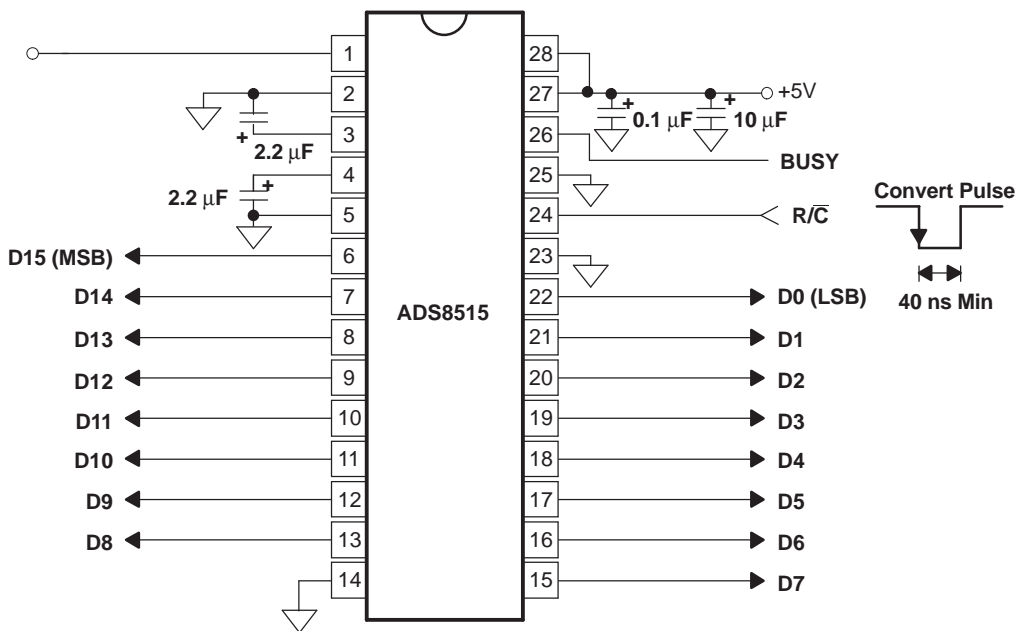 1
28
2
27
+5V
+
+
0.1 µF
10 µF
3
26
+
2.2 µF
BUSY
4
25
+
2.2 µF
Convert Pulse
5
24
R/C̅
D15 (MSB)
6
23
D14
7
ADS8515
22
D0 (LSB)
40 ns Min
D13
8
21
D1
D12
9
20
D2
D11
10
19
D3
D10
11
18
D4
D9
12
17
D5
D8
13
16
D6
14
15
D7